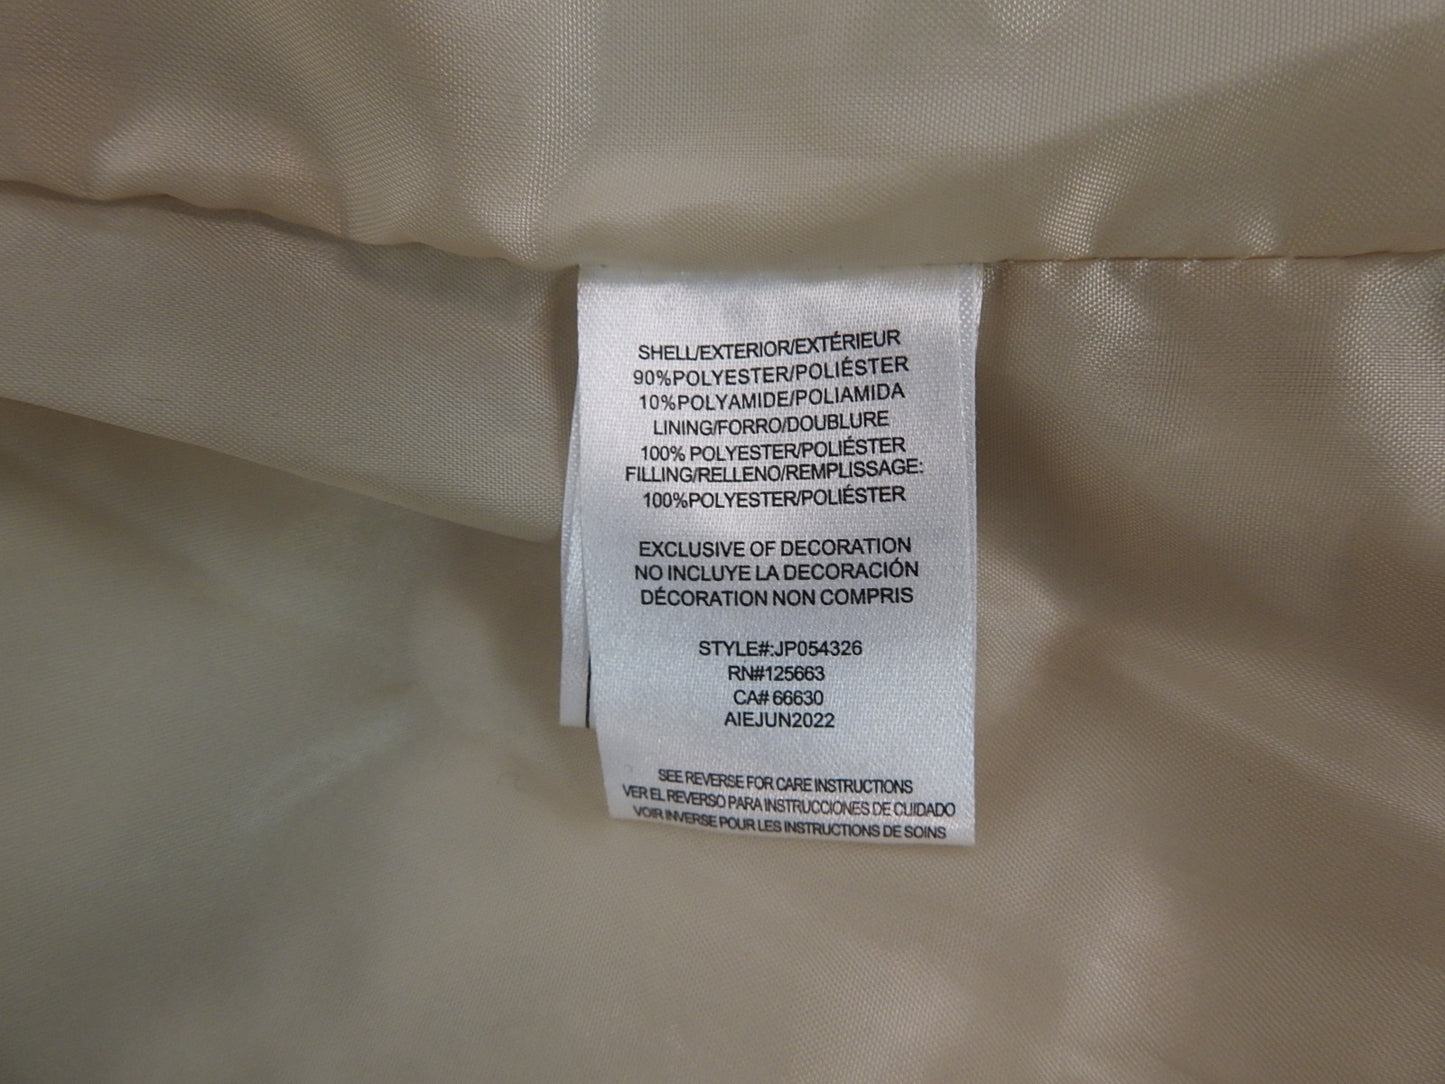 SHELL/EXTERIOR/EXTÉRIEUR
90%POLYESTER/POLIÉSTER
10%POLYAMIDE/POLIAMIDA
LINING/FORRO/DOUBLURE
100% POLYESTER/POLIÉSTER
FILLING/RELLENO/REMPLISSAGE:
100%POLYESTER/POLIÉSTER
EXCLUSIVE OF DECORATION
NO INCLUYE LA DECORACIÓN
DÉCORATION NON COMPRIS
STYLE#:JP054326
RN#125663
CA# 66630
AIEJUN2022
SEE REVERSE FOR CARE INSTRUCTIONS
VER EL REVERSO PARA INSTRUCCIONES DE CUIDADO
VOIR INVERSE POUR LES INSTRUCTIONS DE SOINS